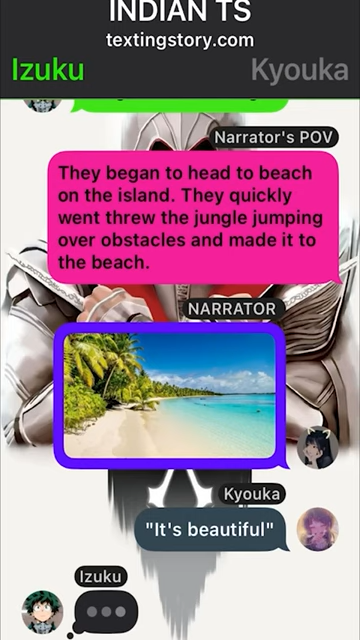 INDIAN TS
textingstory.com
Izuku
Kyouka
Narrator's POV
They began to head to beach
on the island. They quickly
went threw the jungle jumping
over obstacles and made it to
the beach.
NARRATOR
Kyouka
"It's beautiful"
Izuku